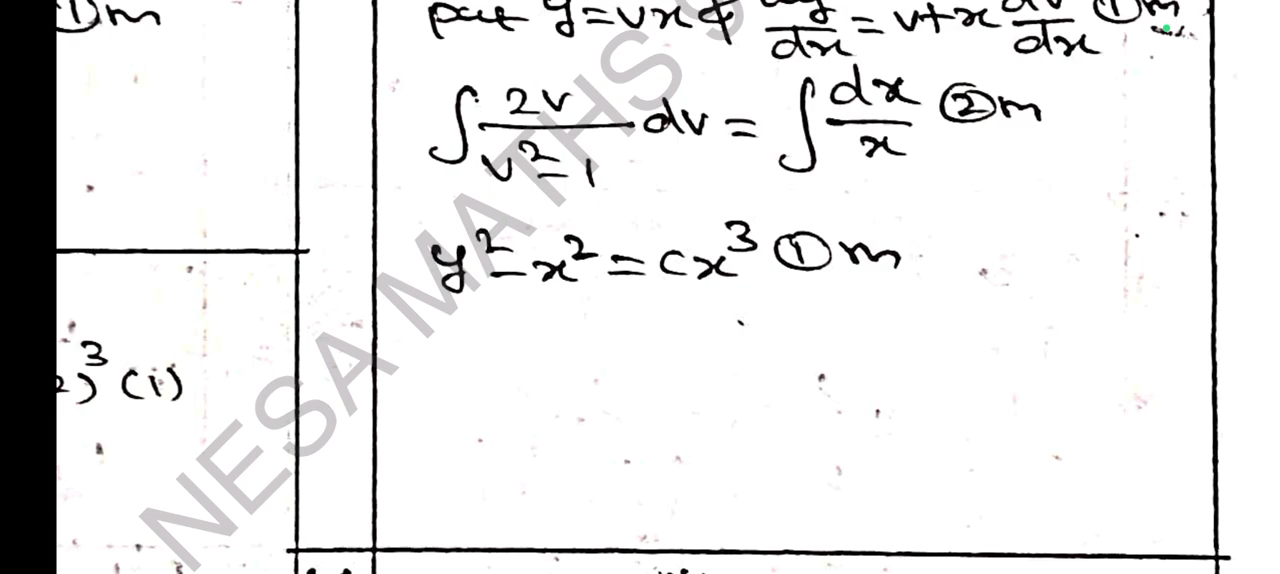 ①m
put y=vx & dy/dx = v+x dv/dx ①m
∫ 2v/(v²-1) dv = ∫ dx/x ②m
y²-x²=cx³ ①m
)³ (i)
NESA MATHS